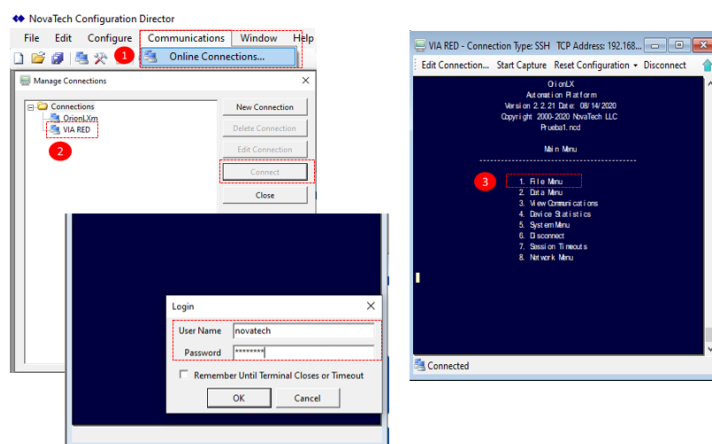 NovaTech Configuration Director
File Edit Configure Communications Window Help
1 Online Connections...
Manage Connections
Connections
OrionLXm
VIA RED
2
New Connection
Delete Connection
Edit Connection
Connect
Close
Login
User Name novatech
Password ********
Remember Until Terminal Closes or Timeout
OK Cancel
VIA RED - Connection Type: SSH TCP Address: 192.168...
Edit Connection... Start Capture Reset Configuration Disconnect
OrionLX
Automation Platform
Version 2.2.21 Date: 08/14/2020
Copyright 2000-2020 NovaTech LLC
Prueba1.ncd
Main Menu
3 1. File Menu
2. Data Menu
3. View Communications
4. Device Statistics
5. System Menu
6. Disconnect
7. Session Timeouts
8. Network Menu
Connected